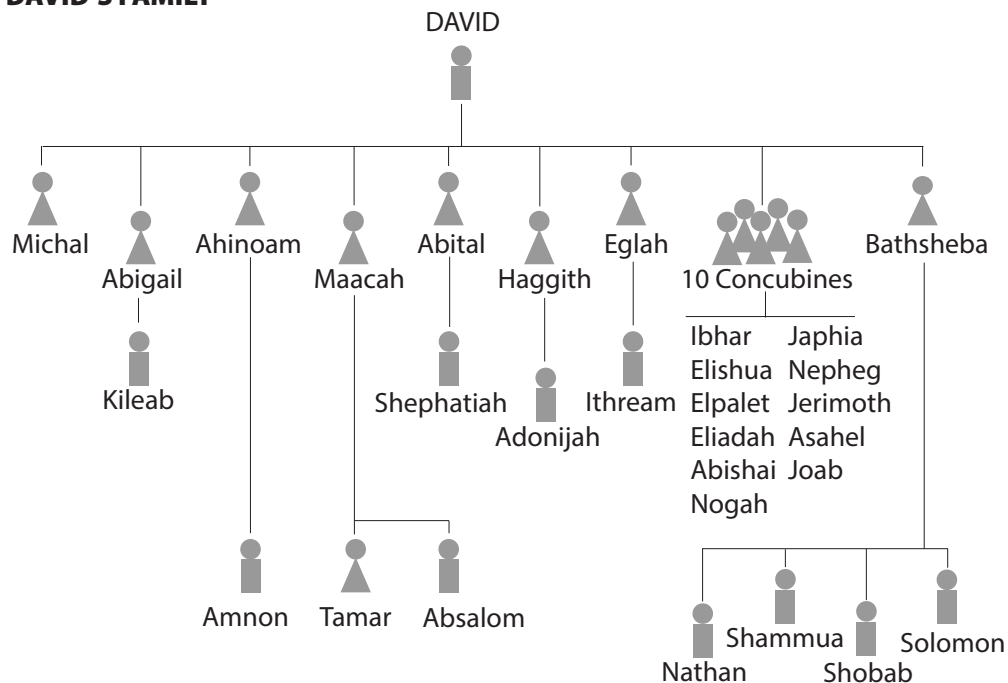 DAVID
Michal
Abigail
Ahinoam
Maacah
Abital
Haggith
Eglah
10 Concubines
Bathsheba
Kileab
Shephatiah
Adonijah
Ithream
Ibhar Japhia
Elishua Nepheg
Elpalet Jerimoth
Eliadah Asahel
Abishai Joab
Nogah
Amnon
Tamar
Absalom
Nathan
Shammua
Shobab
Solomon